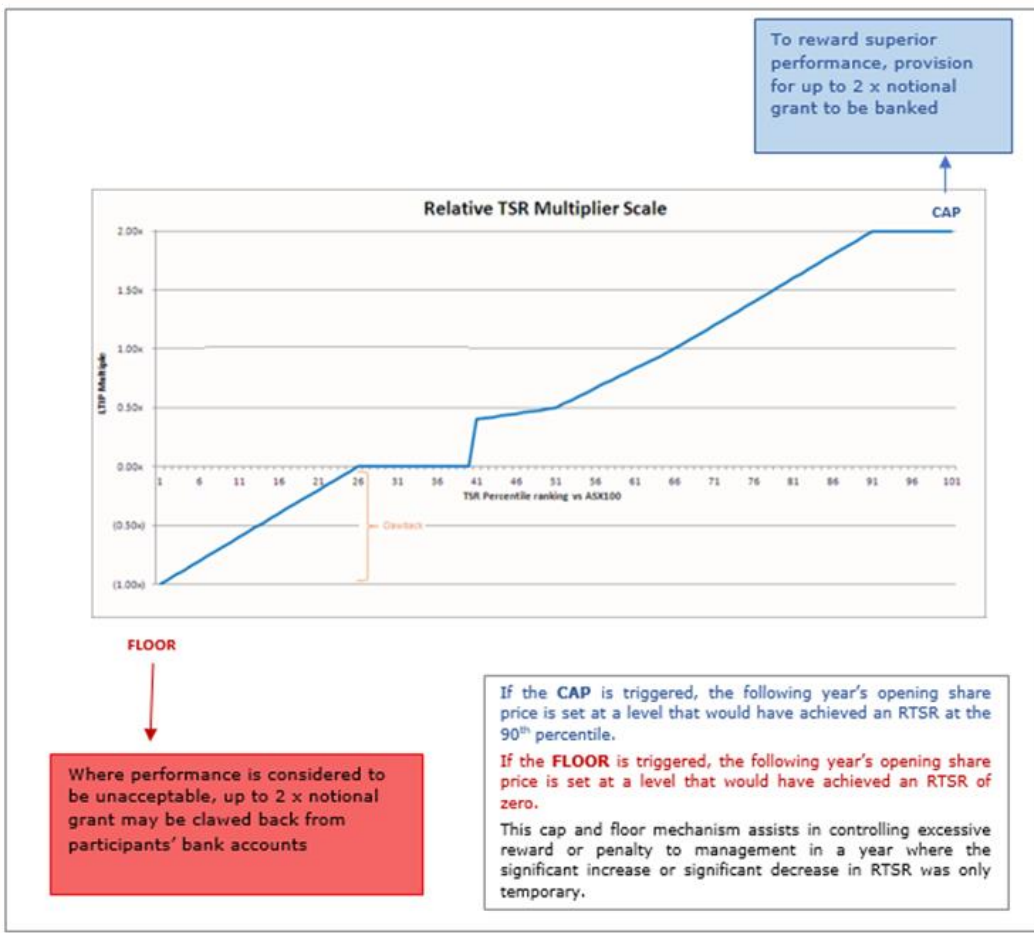 To reward superior
performance, provision
for up to 2 x notional
grant to be banked
Relative TSR Multiplier Scale
CAP
2.00x
1.50x
1.00x
0.50x
0.00x
(0.50x)
(1.00x)
LTIP Multiple
1 6 11 16 21 26 31 36 41 46 51 56 61 66 71 76 81 86 91 96 101
TSR Percentile ranking vs ASX100
Clawback
FLOOR
Where performance is considered to
be unacceptable, up to 2 x notional
grant may be clawed back from
participants' bank accounts
If the CAP is triggered, the following year's opening share
price is set at a level that would have achieved an RTSR at the
90th percentile.
If the FLOOR is triggered, the following year's opening share
price is set at a level that would have achieved an RTSR of
zero.
This cap and floor mechanism assists in controlling excessive
reward or penalty to management in a year where the
significant increase or significant decrease in RTSR was only
temporary.